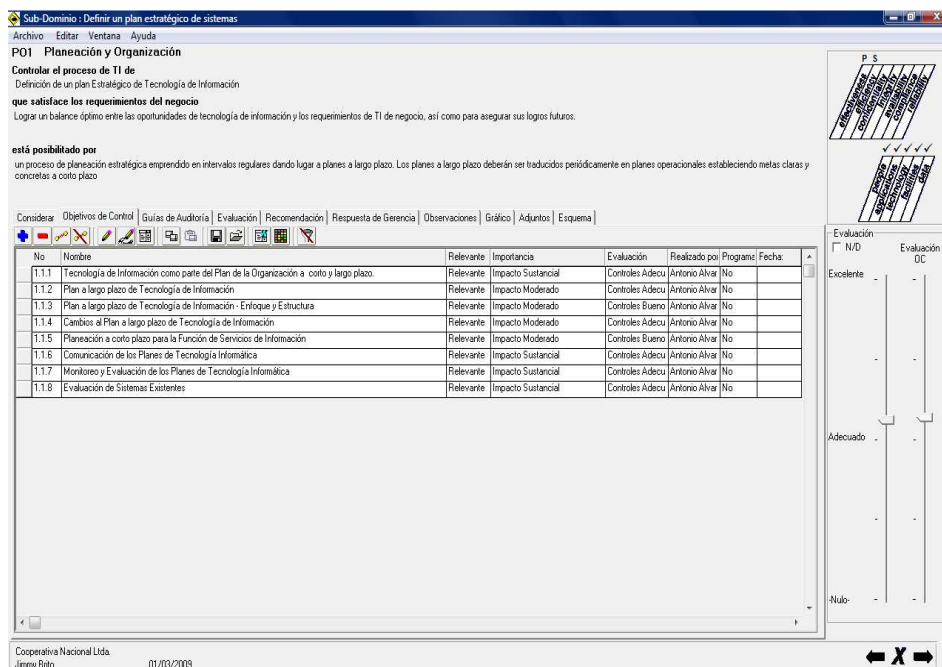 Sub-Dominio : Definir un plan estratégico de sistemas
Archivo Editar Ventana Ayuda
PO1 Planeación y Organización
Controlar el proceso de TI de
Definición de un plan Estratégico de Tecnología de Información
que satisface los requerimientos del negocio
Lograr un balance óptimo entre las oportunidades de tecnología de información y los requerimientos de TI de negocio, así como para asegurar sus logros futuros.
está posibilitado por
un proceso de planeación estratégica emprendido en intervalos regulares dando lugar a planes a largo plazo. Los planes a largo plazo deberán ser traducidos periódicamente en planes operacionales estableciendo metas claras y
concretas a corto plazo
P S
effectiveness
efficiency
confidentiality
integrity
availability
compliance
reliability
people
applications
technology
facilities
data
Considerar Objetivos de Control Guías de Auditoría Evaluación Recomendación Respuesta de Gerencia Observaciones Gráfico Adjuntos Esquema
No Nombre Relevante Importancia Evaluación Realizado por Programa Fecha:
1.1.1 Tecnología de Información como parte del Plan de la Organización a corto y largo plazo. Relevante Impacto Sustancial Controles Adecu Antonio Alvar No
1.1.2 Plan a largo plazo de Tecnología de Información Relevante Impacto Moderado Controles Adecu Antonio Alvar No
1.1.3 Plan a largo plazo de Tecnología de Información - Enfoque y Estructura Relevante Impacto Moderado Controles Bueno Antonio Alvar No
1.1.4 Cambios al Plan a largo plazo de Tecnología de Información Relevante Impacto Moderado Controles Adecu Antonio Alvar No
1.1.5 Planeación a corto plazo para la Función de Servicios de Información Relevante Impacto Moderado Controles Bueno Antonio Alvar No
1.1.6 Comunicación de los Planes de Tecnología Informática Relevante Impacto Sustancial Controles Adecu Antonio Alvar No
1.1.7 Monitoreo y Evaluación de los Planes de Tecnología Informática Relevante Impacto Sustancial Controles Adecu Antonio Alvar No
1.1.8 Evaluación de Sistemas Existentes Relevante Impacto Sustancial Controles Adecu Antonio Alvar No
Evaluación
N/D Evaluación
OC
Excelente
Adecuado
-Nulo-
Cooperativa Nacional Ltda.
Jimmy Brito 01/03/2009
X